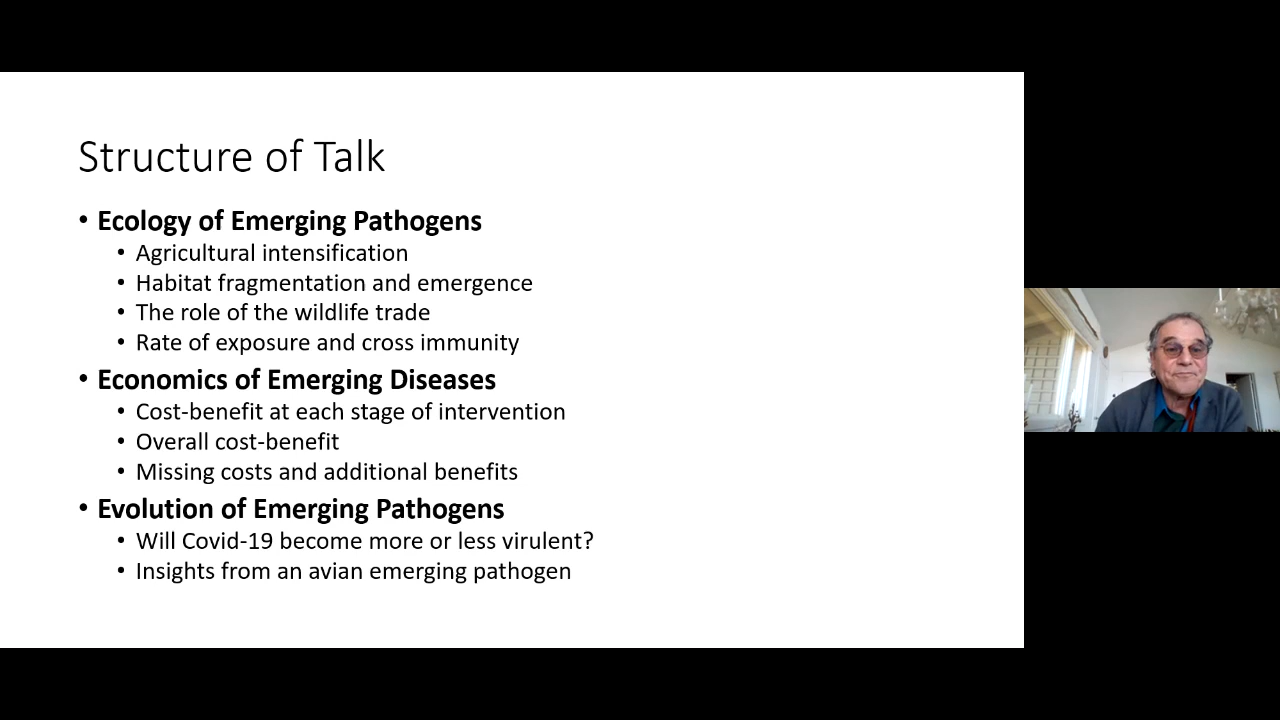 Structure of Talk
• Ecology of Emerging Pathogens
• Agricultural intensification
• Habitat fragmentation and emergence
• The role of the wildlife trade
• Rate of exposure and cross immunity
• Economics of Emerging Diseases
• Cost-benefit at each stage of intervention
• Overall cost-benefit
• Missing costs and additional benefits
• Evolution of Emerging Pathogens
• Will Covid-19 become more or less virulent?
• Insights from an avian emerging pathogen